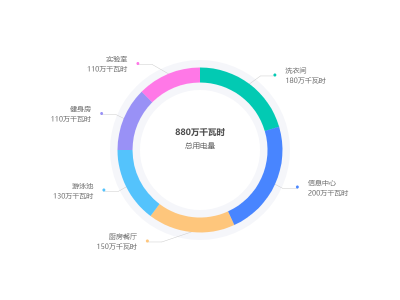 实验室
110万千瓦时
洗衣间
180万千瓦时
健身房
110万千瓦时
880万千瓦时
总用电量
游泳池
130万千瓦时
信息中心
200万千瓦时
厨房餐厅
150万千瓦时